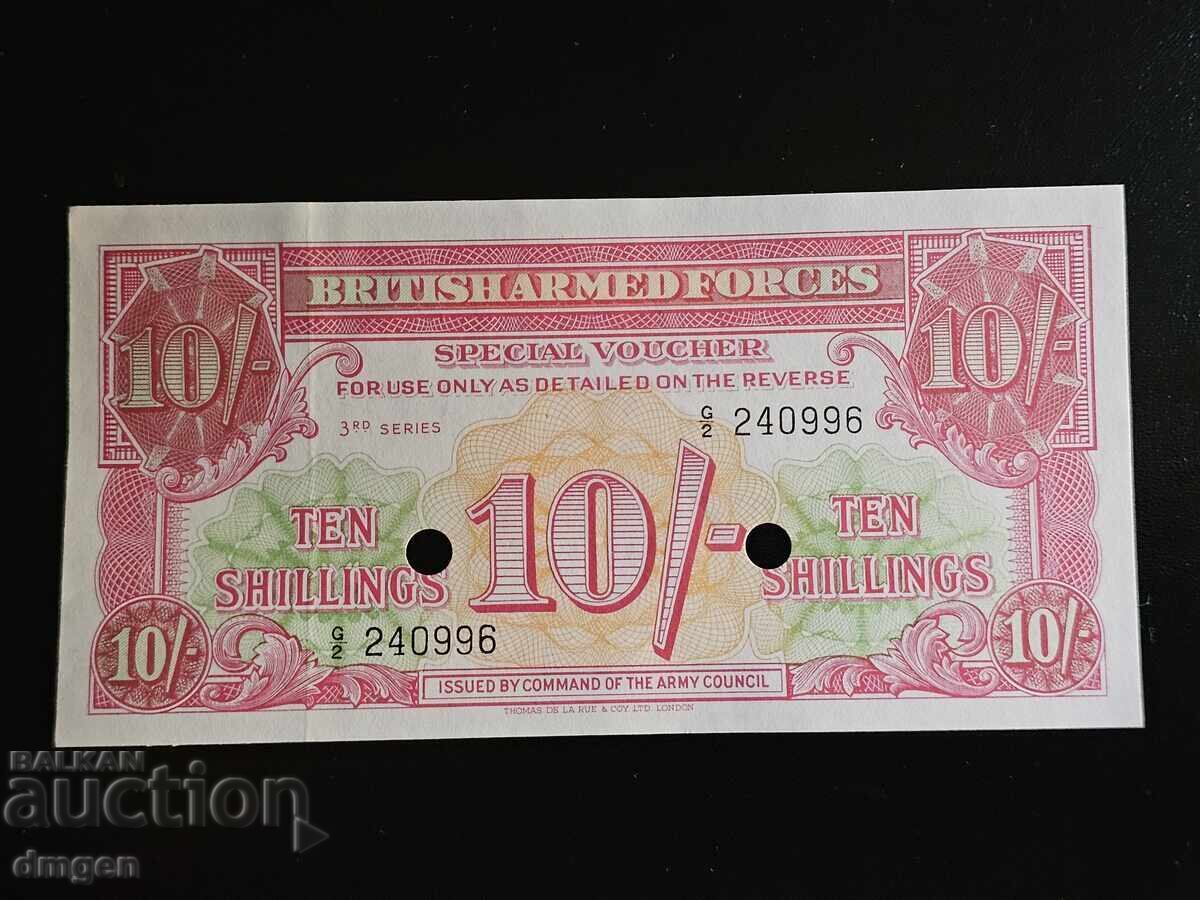 BRITISH ARMED FORCES
10/- 10/-
SPECIAL VOUCHER
FOR USE ONLY AS DETAILED ON THE REVERSE
3RD SERIES
G/2 240996
TEN SHILLINGS
10/-
TEN SHILLINGS
G/2 240996
10/- 10/-
ISSUED BY COMMAND OF THE ARMY COUNCIL
THOMAS DE LA RUE & COY. LTD. LONDON
BALKAN
auction
dmgen